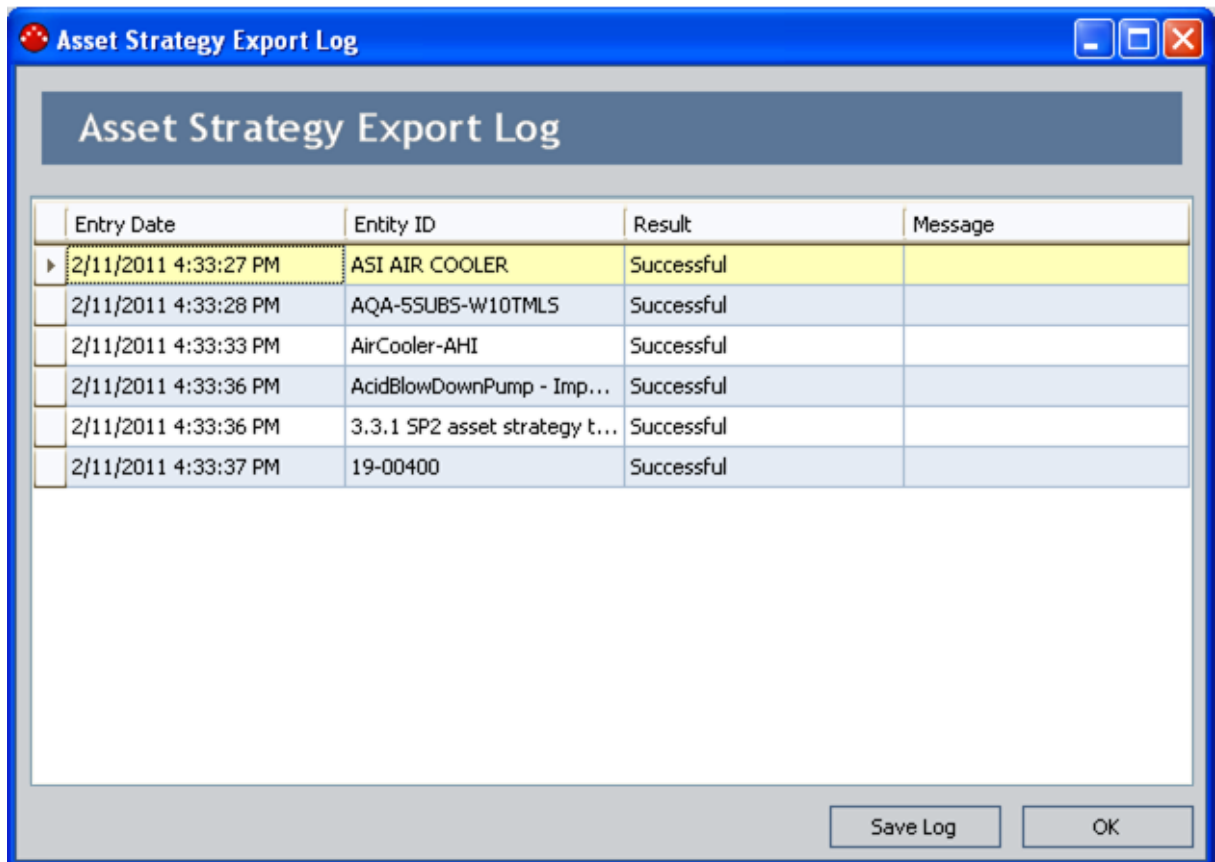 Asset Strategy Export Log
Asset Strategy Export Log
Entry Date Entity ID Result Message
2/11/2011 4:33:27 PM ASI AIR COOLER Successful
2/11/2011 4:33:28 PM AQA-5SUBS-W10TMLS Successful
2/11/2011 4:33:33 PM AirCooler-AHI Successful
2/11/2011 4:33:36 PM AcidBlowDownPump - Imp... Successful
2/11/2011 4:33:36 PM 3.3.1 SP2 asset strategy t... Successful
2/11/2011 4:33:37 PM 19-00400 Successful
Save Log OK